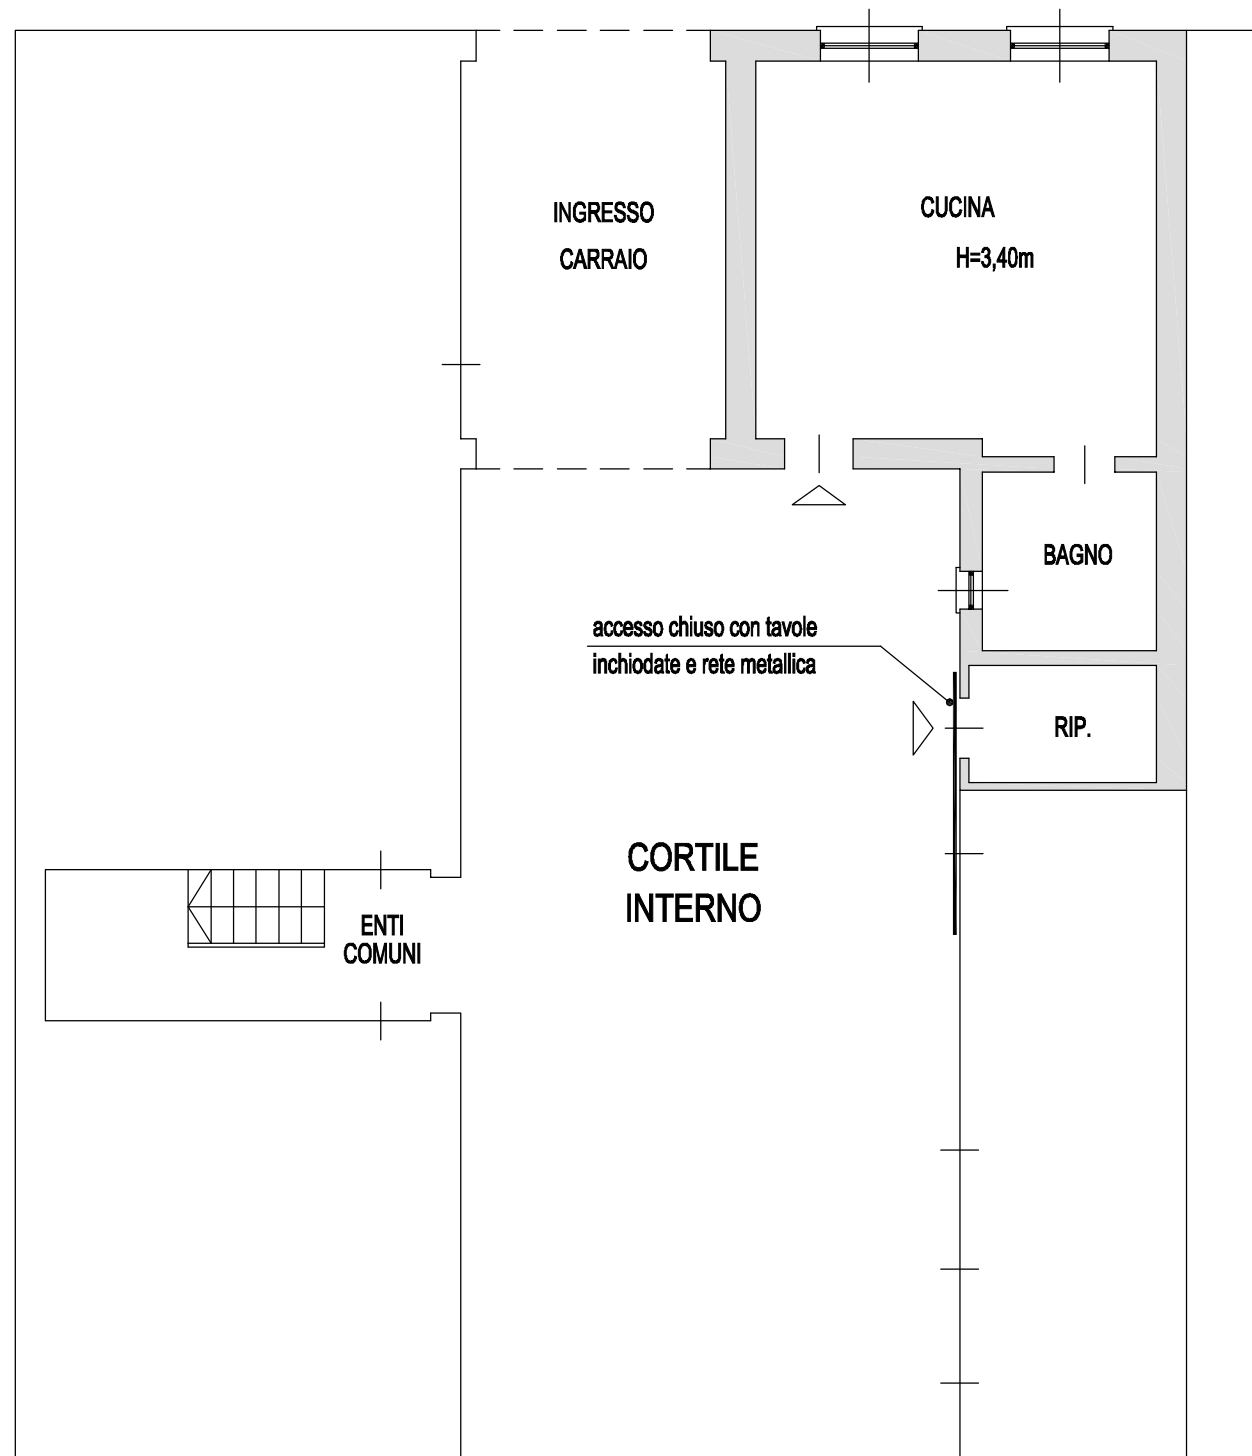 INGRESSO
CARRAIO
CUCINA
H=3,40m
BAGNO
accesso chiuso con tavole
inchiodate e rete metallica
RIP.
CORTILE
INTERNO
ENTI
COMUNI